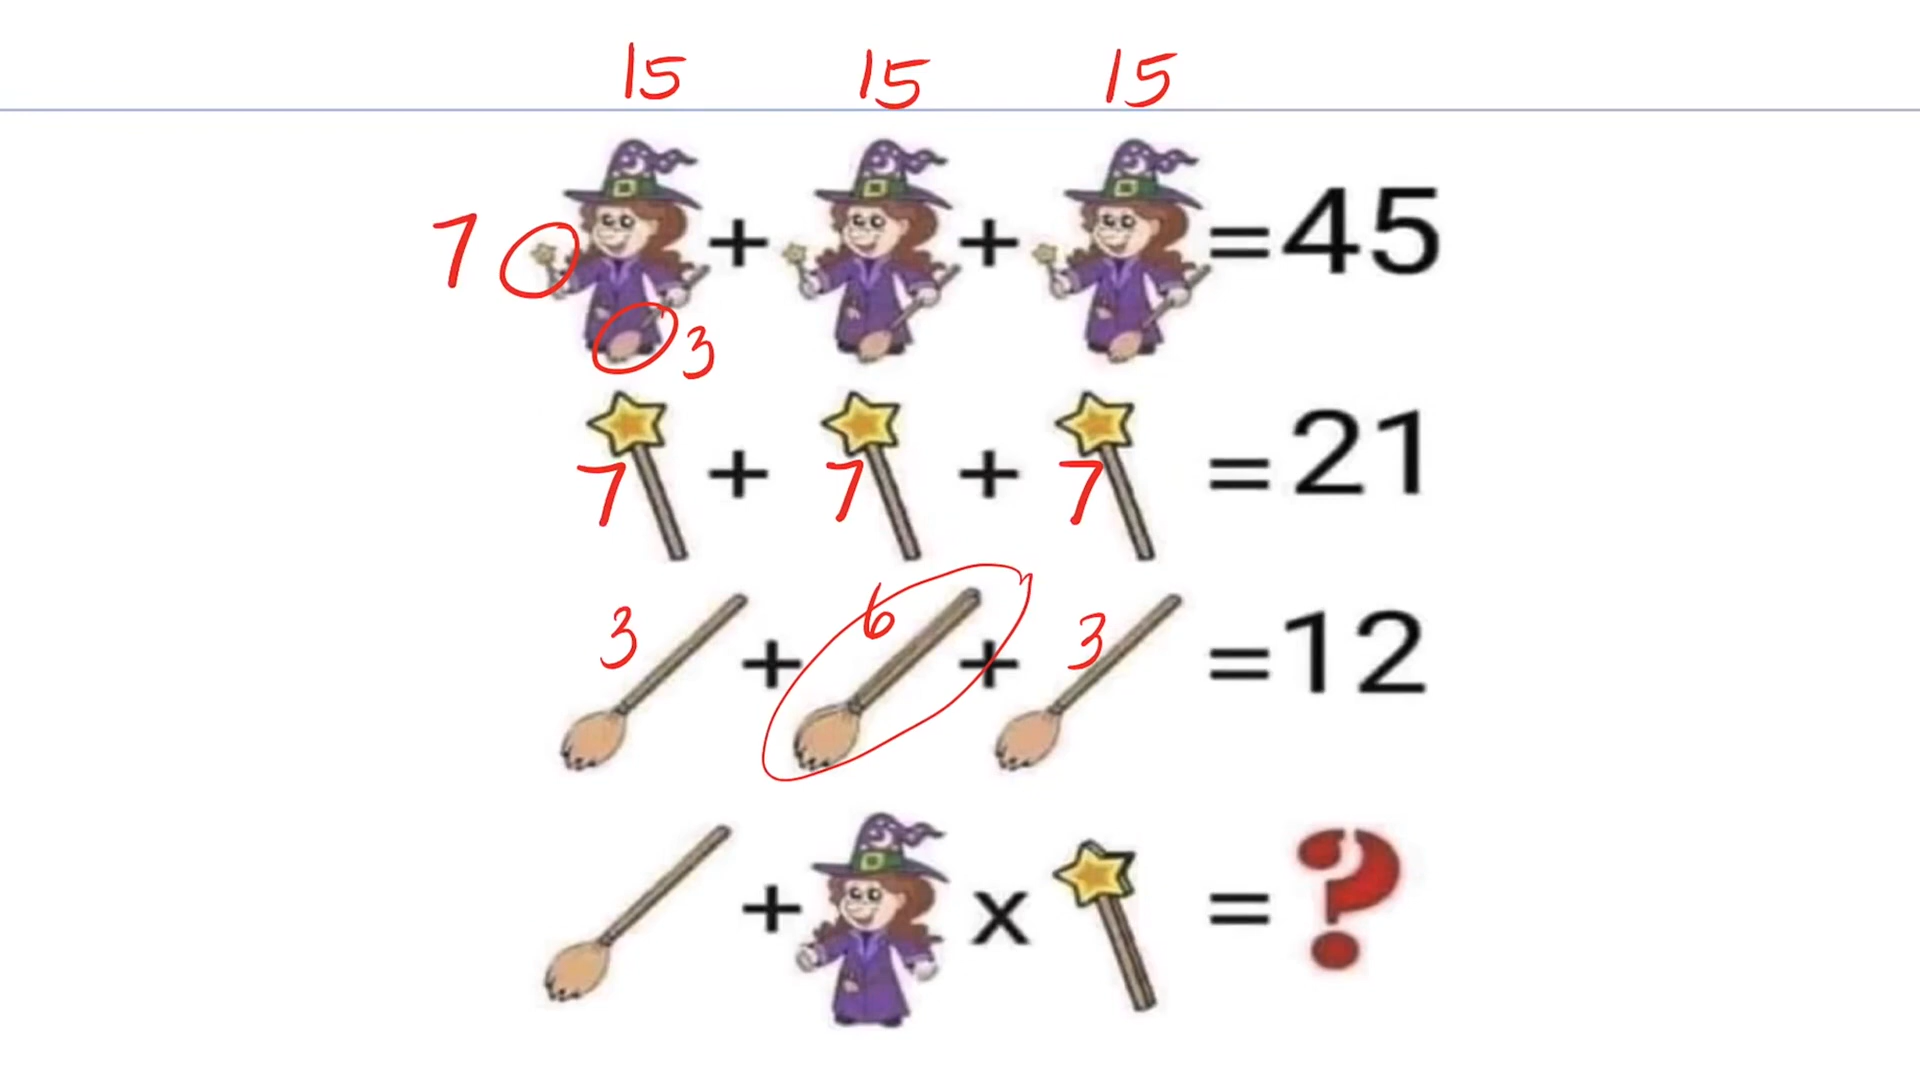 15 15 15
7 + + = 45
3
7 + 7 + 7 = 21
3 + 6 + 3 = 12
+ x = ?